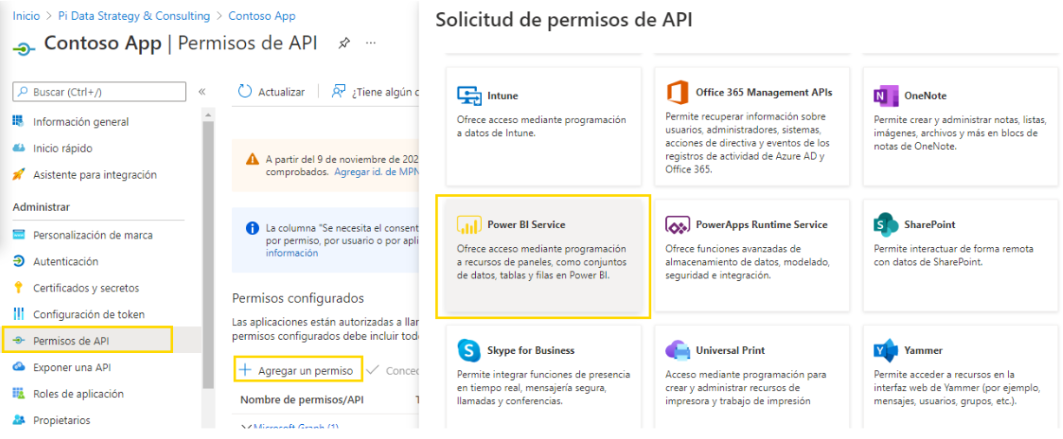 Inicio > Pi Data Strategy & Consulting > Contoso App
Contoso App | Permisos de API
Buscar (Ctrl+/)
«
Información general
Inicio rápido
Asistente para integración
Administrar
Personalización de marca
Autenticación
Certificados y secretos
Configuración de token
Permisos de API
Exponer una API
Roles de aplicación
Propietarios
Actualizar
¿Tiene algún c
A partir del 9 de noviembre de 202
comprobados. Agregar id. de MPN
La columna "Se necesita el consent
por permiso, por usuario o por apli
información
Permisos configurados
Las aplicaciones están autorizadas a llar
permisos configurados debe incluir tod
+ Agregar un permiso
Conced
Nombre de permisos/API
Microsoft Graph (1)
Solicitud de permisos de API
Intune
Ofrece acceso mediante programación
a datos de Intune.
Office 365 Management APIs
Permite recuperar información sobre
usuarios, administradores, sistemas,
acciones de directiva y eventos de los
registros de actividad de Azure AD y
Office 365.
OneNote
Permite crear y administrar notas, listas,
imágenes, archivos y más en blocs de
notas de OneNote.
Power BI Service
Ofrece acceso mediante programación
a recursos de paneles, como conjuntos
de datos, tablas y filas en Power BI.
PowerApps Runtime Service
Ofrece funciones avanzadas de
almacenamiento de datos, modelado,
seguridad e integración.
SharePoint
Permite interactuar de forma remota
con datos de SharePoint.
Skype for Business
Permite integrar funciones de presencia
en tiempo real, mensajería segura,
llamadas y conferencias.
Universal Print
Acceso mediante programación para
crear y administrar recursos de
impresora y trabajo de impresión
Yammer
Permite acceder a recursos en la
interfaz web de Yammer (por ejemplo,
mensajes, usuarios, grupos, etc.).